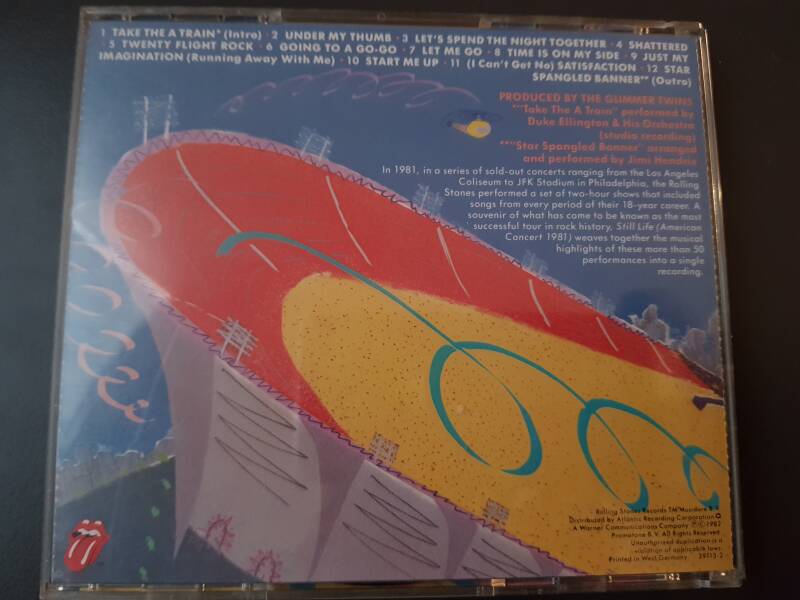 1 TAKE THE A TRAIN* (Intro) · 2 UNDER MY THUMB · 3 LET'S SPEND THE NIGHT TOGETHER · 4 SHATTERED
5 TWENTY FLIGHT ROCK · 6 GOING TO A GO-GO · 7 LET ME GO · 8 TIME IS ON MY SIDE · 9 JUST MY
IMAGINATION (Running Away With Me) · 10 START ME UP · 11 (I Can't Get No) SATISFACTION · 12 STAR
SPANGLED BANNER** (Outro)
PRODUCED BY THE GLIMMER TWINS
*"Take The A Train" performed by
Duke Ellington & His Orchestra
(studio recording)
**"Star Spangled Banner" arranged
and performed by Jimi Hendrix
In 1981, in a series of sold-out concerts ranging from the Los Angeles
Coliseum to JFK Stadium in Philadelphia, the Rolling
Stones performed a set of two-hour shows that included
songs from every period of their 18-year career. A
souvenir of what has come to be known as the most
successful tour in rock history, Still Life (American
Concert 1981) weaves together the musical
highlights of these more than 50
performances into a single
recording.
Rolling Stones Records TM Musidor B.V.
Distributed by Atlantic Recording Corporation
A Warner Communications Company ℗© 1982
Promotone B.V. All Rights Reserved
Unauthorized duplication is a
violation of applicable laws.
Printed in West Germany 39113-2